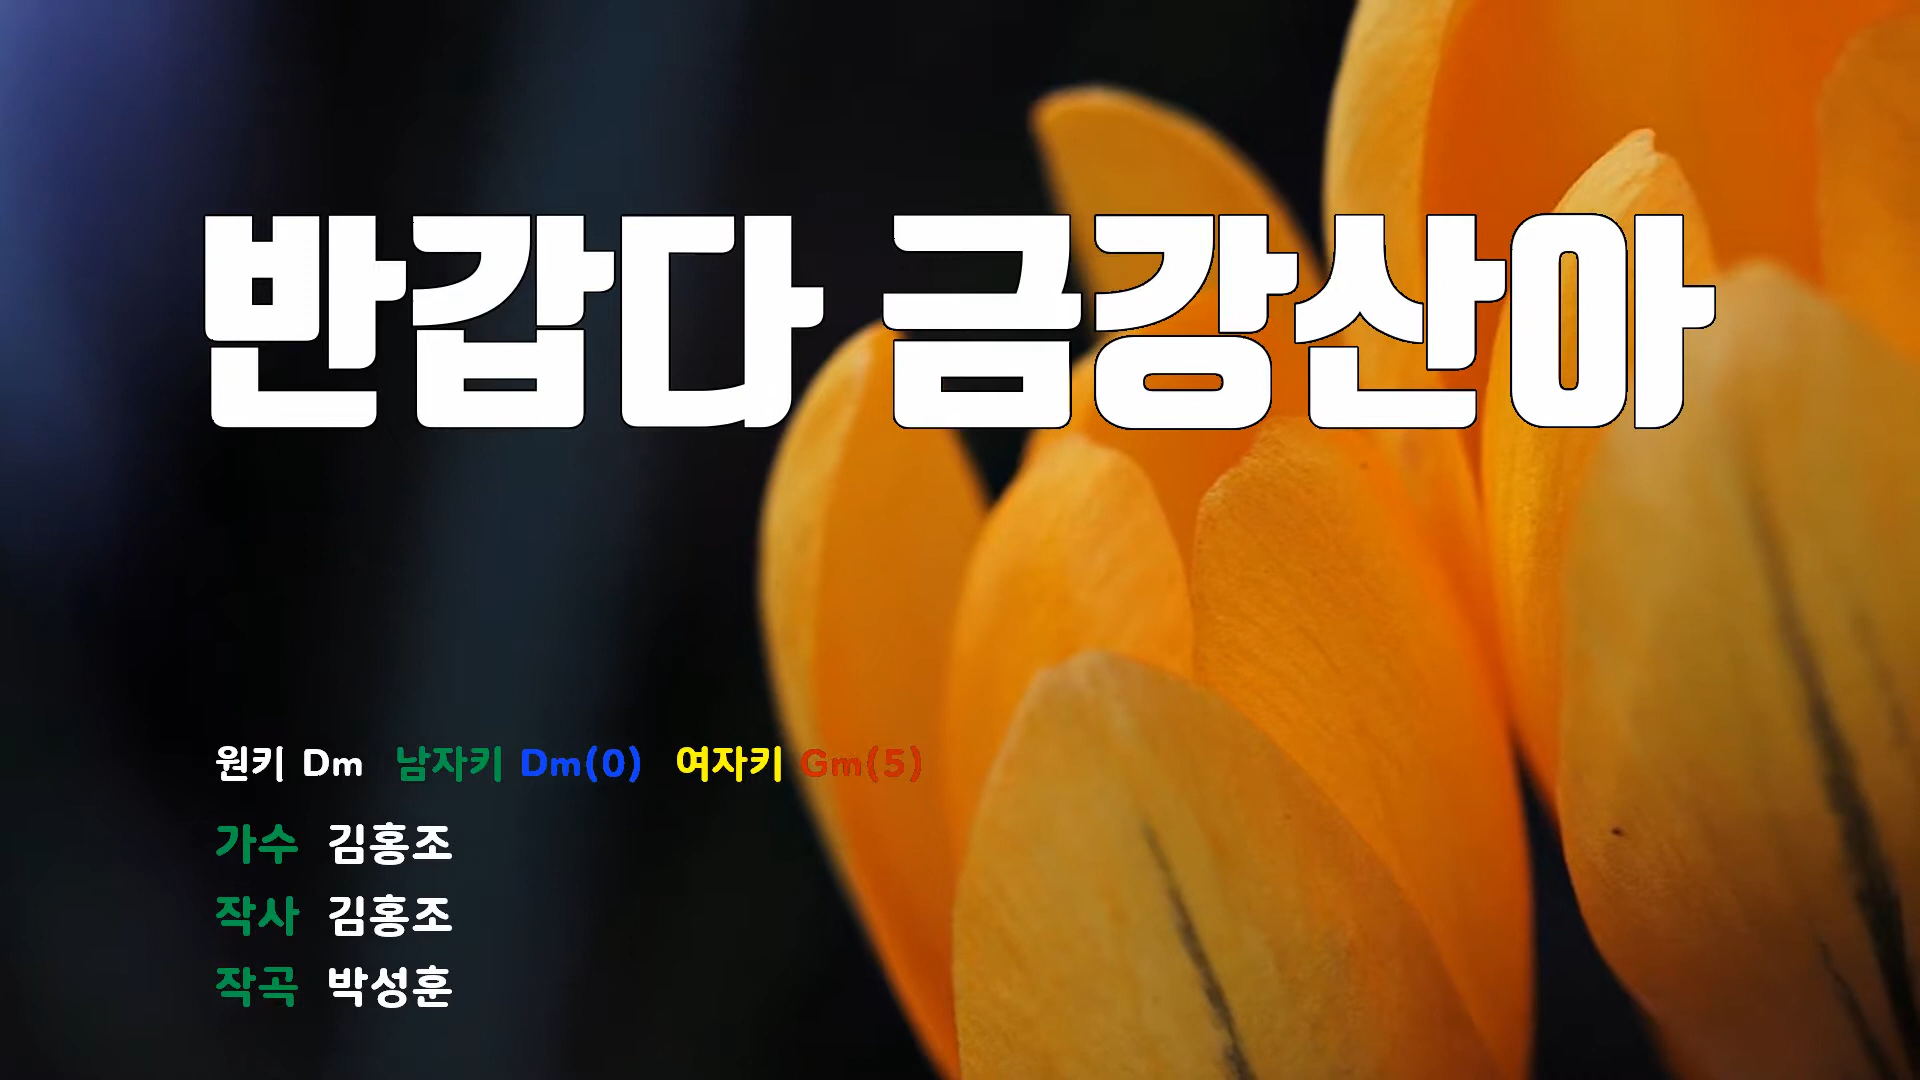 반갑다 금강산아
원키 Dm 남자키 Dm(0) 여자키 Gm(5)
가수 김홍조
작사 김홍조
작곡 박성훈